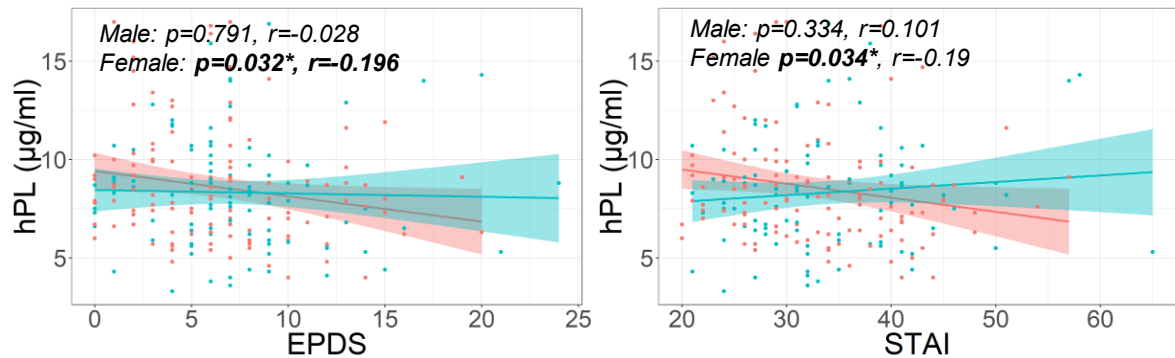 Male: p=0.791, r=-0.028
Female: p=0.032*, r=-0.196
hPL (µg/ml)
15
10
5
0 5 10 15 20 25
EPDS
Male: p=0.334, r=0.101
Female p=0.034*, r=-0.19
hPL (µg/ml)
15
10
5
20 30 40 50 60
STAI